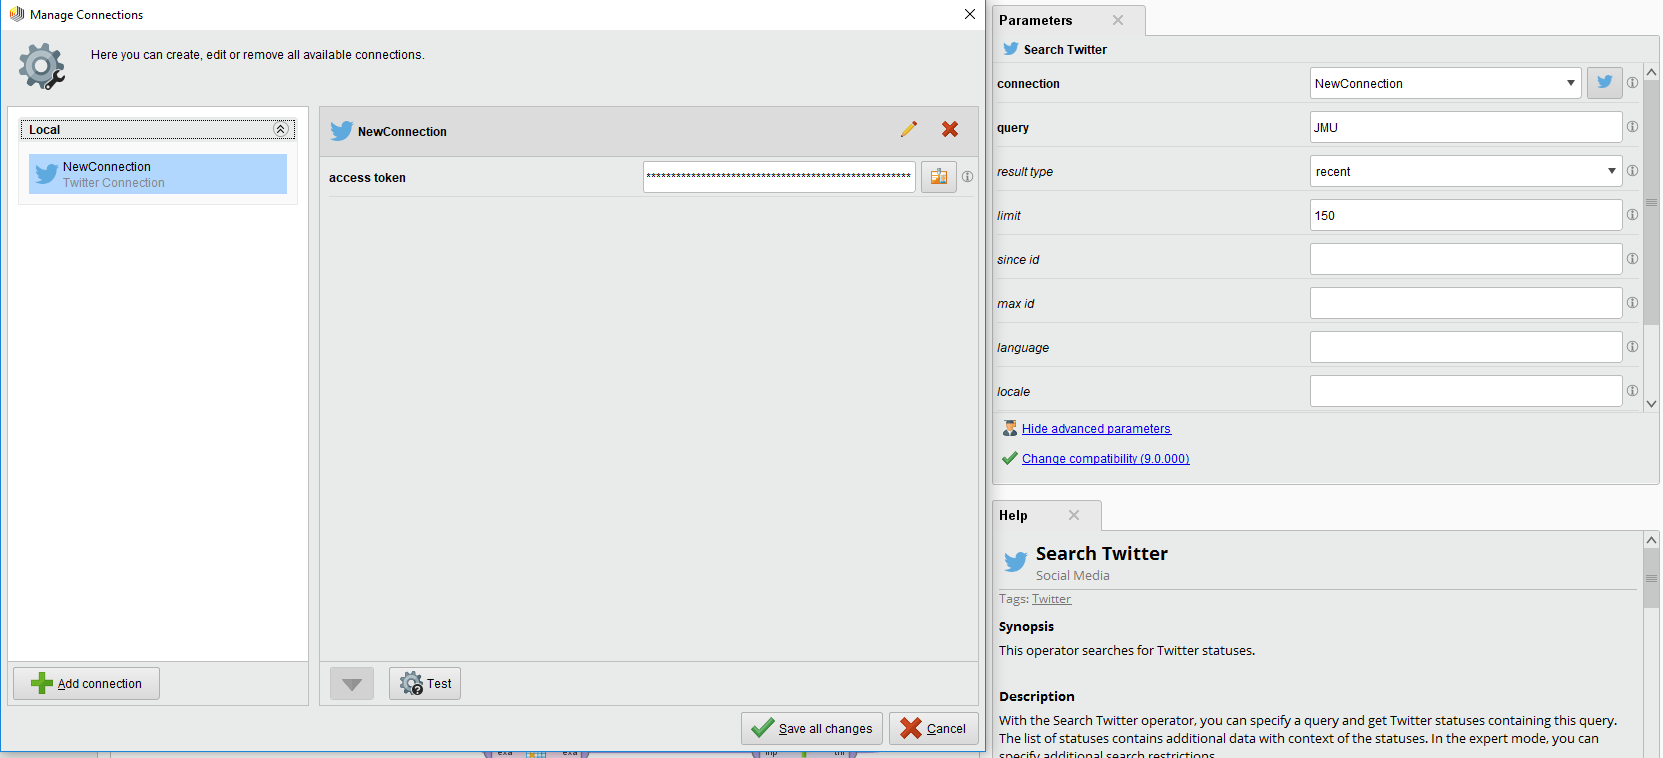 Manage Connections
Here you can create, edit or remove all available connections.
Local
NewConnection
Twitter Connection
Add connection
NewConnection
access token
*****************************************************
Test
Save all changes
Cancel
exa exa inp thr
Parameters
Search Twitter
connection NewConnection
query JMU
result type recent
limit 150
since id
max id
language
locale
Hide advanced parameters
Change compatibility (9.0.000)
Help
Search Twitter
Social Media
Tags: Twitter
Synopsis
This operator searches for Twitter statuses.
Description
With the Search Twitter operator, you can specify a query and get Twitter statuses containing this query.
The list of statuses contains additional data with context of the statuses. In the expert mode, you can
specify additional search restrictions.